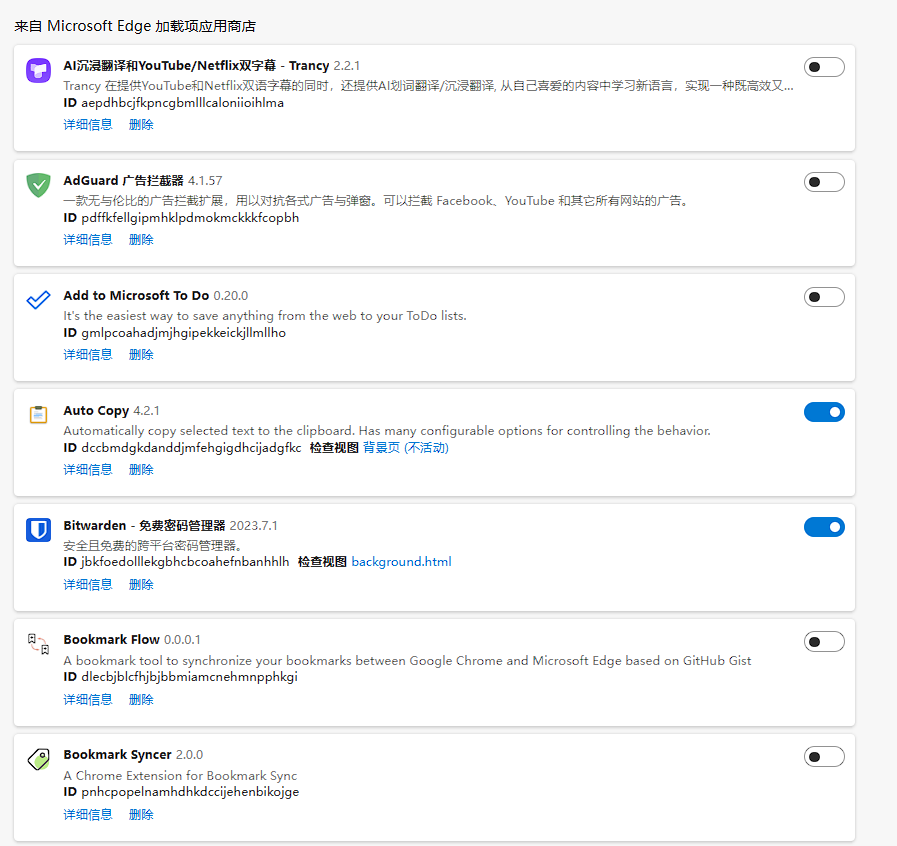 来自 Microsoft Edge 加载项应用商店
AI沉浸翻译和YouTube/Netflix双字幕 - Trancy 2.2.1
Trancy 在提供YouTube和Netflix双语字幕的同时，还提供AI划词翻译/沉浸翻译, 从自己喜爱的内容中学习新语言，实现一种既高效又...
ID aepdhbcjfkpncgbmlllcaloniioihlma
详细信息 删除
AdGuard 广告拦截器 4.1.57
一款无与伦比的广告拦截扩展，用以对抗各式广告与弹窗。可以拦截 Facebook、YouTube 和其它所有网站的广告。
ID pdffkfellgipmhklpdmokmckkkfcopbh
详细信息 删除
Add to Microsoft To Do 0.20.0
It's the easiest way to save anything from the web to your ToDo lists.
ID gmlpcoahadjmjhgipekkeickjllmllho
详细信息 删除
Auto Copy 4.2.1
Automatically copy selected text to the clipboard. Has many configurable options for controlling the behavior.
ID dccbmdgkdanddjmfehgigdhcijadgfkc 检查视图 背景页 (不活动)
详细信息 删除
Bitwarden - 免费密码管理器 2023.7.1
安全且免费的跨平台密码管理器。
ID jbkfoedolllekgbhcbcoahefnbanhhlh 检查视图 background.html
详细信息 删除
Bookmark Flow 0.0.0.1
A bookmark tool to synchronize your bookmarks between Google Chrome and Microsoft Edge based on GitHub Gist
ID dlecbjblcfhjbjbbmiamcnehmnpphkgi
详细信息 删除
Bookmark Syncer 2.0.0
A Chrome Extension for Bookmark Sync
ID pnhcpopelnamhdhkdccijehenbikojge
详细信息 删除